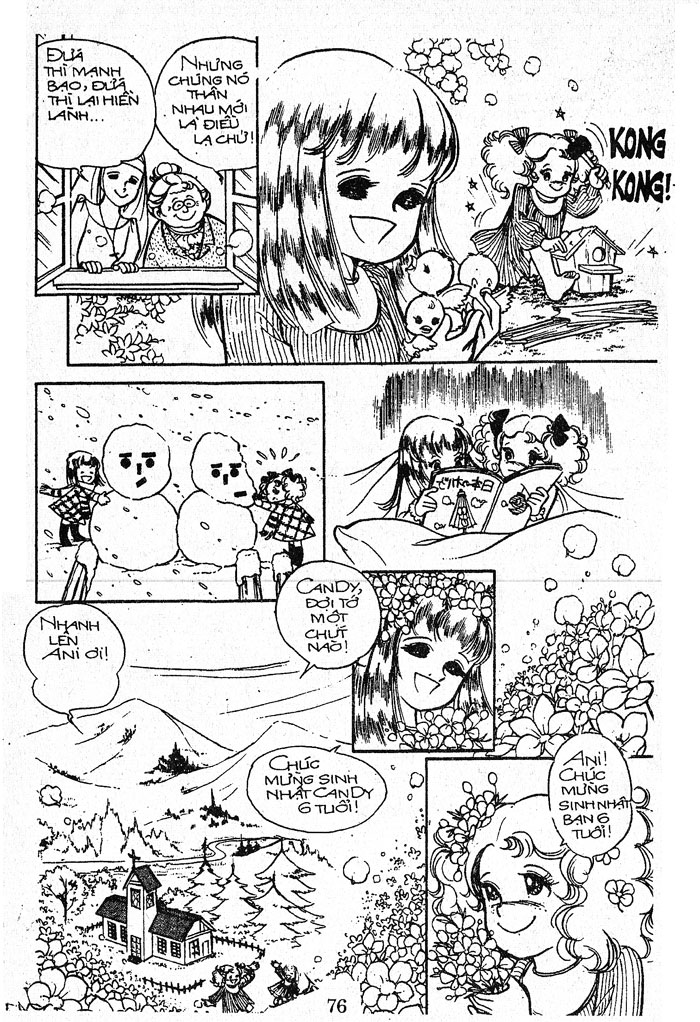 ĐỨA
THÌ MẠNH
BẠO, ĐỨA
THÌ LẠI HIỀN
LÀNH...
NHƯNG
CHÚNG NÓ
THÂN
NHAU MỚI
LÀ ĐIỀU
LẠ CHỨ!
KONG
KONG!
CANDY,
ĐỢI TỚ
MỘT
CHÚT
NÀO!
NHANH
LÊN
ANI ƠI!
CHÚC
MỪNG SINH
NHẬT CANDY
6 TUỔI!
ANI!
CHÚC
MỪNG
SINH NHẬT
BẠN 6
TUỔI!
76